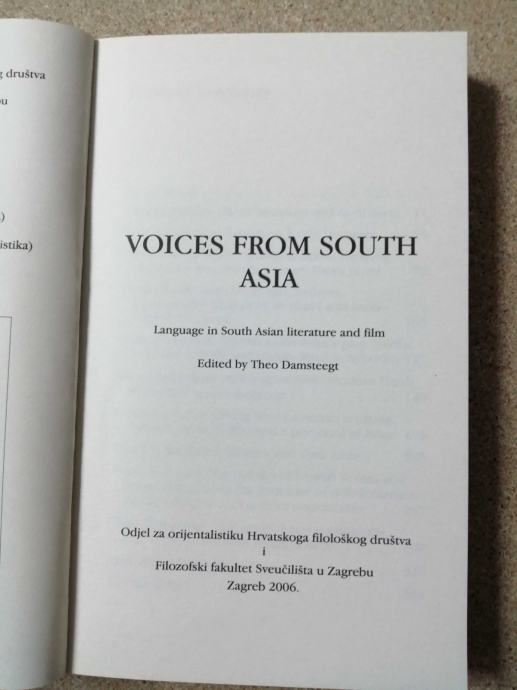 g društva
u
)
istika)
VOICES FROM SOUTH
ASIA
Language in South Asian literature and film
Edited by Theo Damsteegt
Odjel za orijentalistiku Hrvatskoga filološkog društva
i
Filozofski fakultet Sveučilišta u Zagrebu
Zagreb 2006.